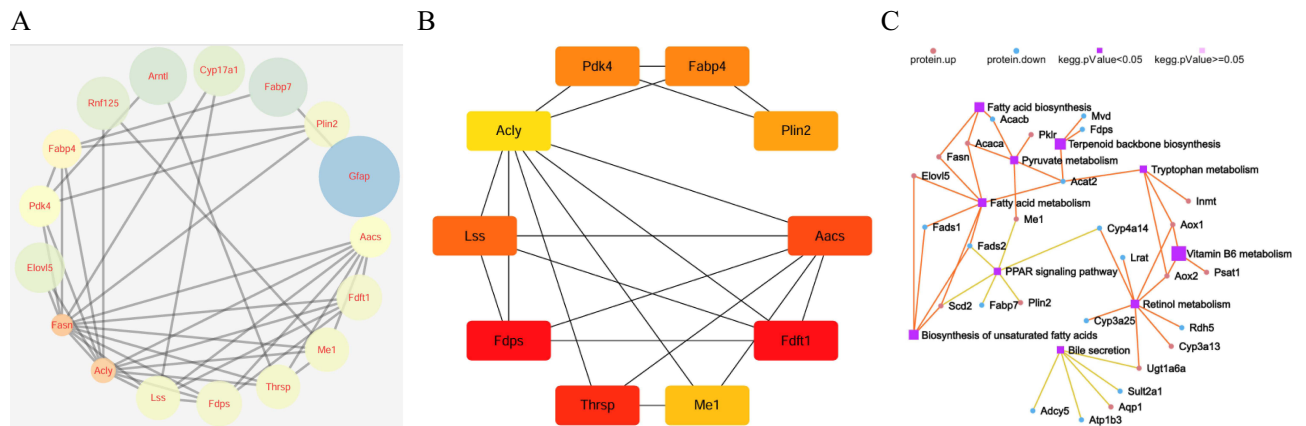 A
Arntl
Cyp17a1
Rnf125
Fabp7
Plin2
Fabp4
Gfap
Pdk4
Aacs
Elovl5
Fdft1
Fasn
Me1
Acly
Thrsp
Lss
Fdps
B
Pdk4
Fabp4
Acly
Plin2
Lss
Aacs
Fdps
Fdft1
Thrsp
Me1
C
protein.up
protein.down
kegg.pValue<0.05
kegg.pValue>=0.05
Fatty acid biosynthesis
Acacb
Mvd
Fdps
Pklr
Acaca
Terpenoid backbone biosynthesis
Fasn
Pyruvate metabolism
Elovl5
Tryptophan metabolism
Acat2
Fatty acid metabolism
Inmt
Me1
Fads1
Aox1
Cyp4a14
Fads2
Vitamin B6 metabolism
Lrat
PPAR signaling pathway
Aox2
Psat1
Scd2
Fabp7
Plin2
Retinol metabolism
Cyp3a25
Rdh5
Biosynthesis of unsaturated fatty acids
Cyp3a13
Bile secretion
Ugt1a6a
Sult2a1
Adcy5
Aqp1
Atp1b3